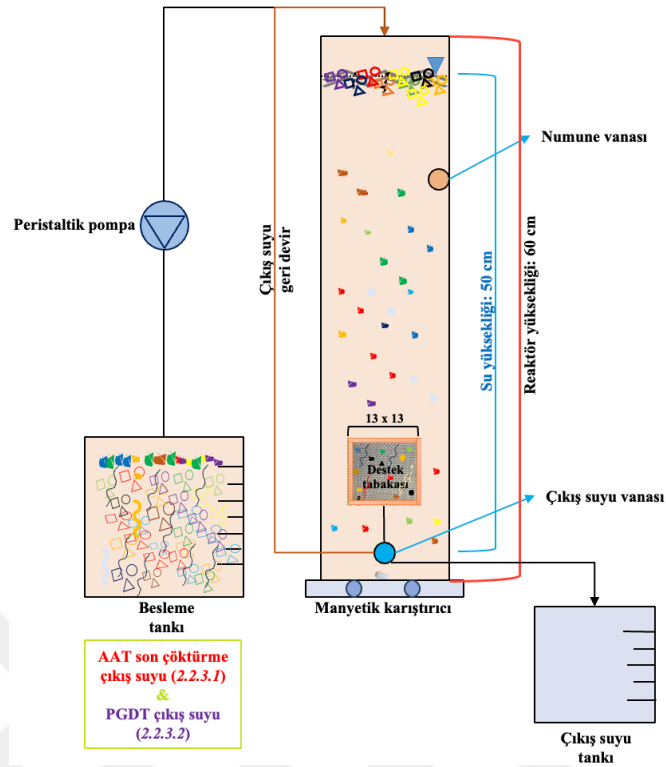 Peristaltik pompa
Çıkış suyu
geri devir
Numune vanası
Su yüksekliği: 50 cm
Reaktör yüksekliği: 60 cm
13 x 13
Destek
tabakası
Çıkış suyu vanası
Besleme
tankı
Manyetik karıştırıcı
AAT son çöktürme
çıkış suyu (2.2.3.1)
&
PGDT çıkış suyu
(2.2.3.2)
Çıkış suyu
tankı